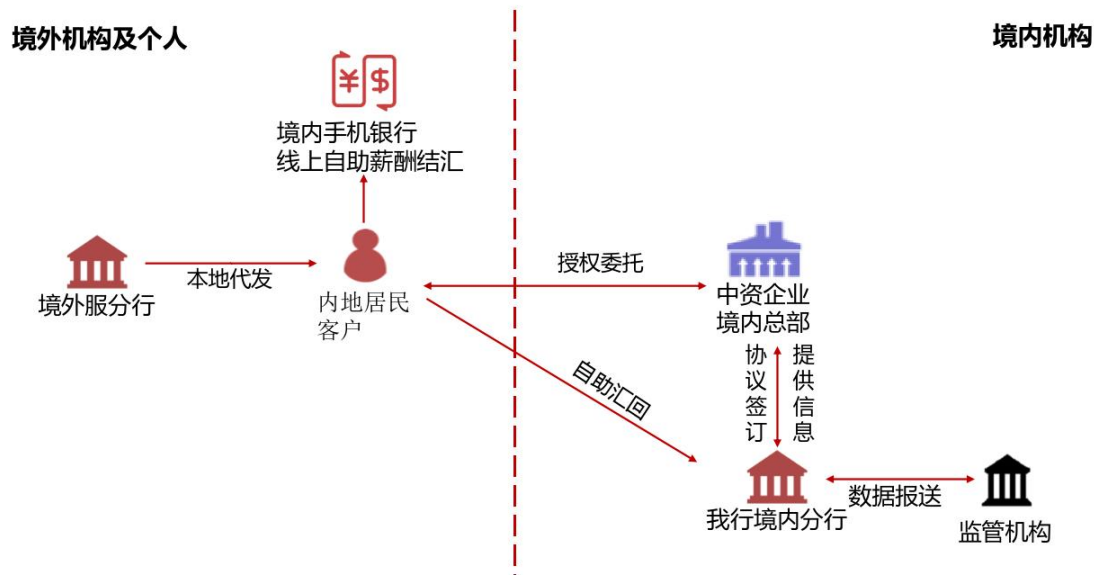 境外机构及个人
境内机构
¥ $
境内手机银行
线上自助薪酬结汇
本地代发
境外服分行
内地居民
客户
授权委托
中资企业
境内总部
自助汇回
协议签订
提供信息
我行境内分行
数据报送
监管机构